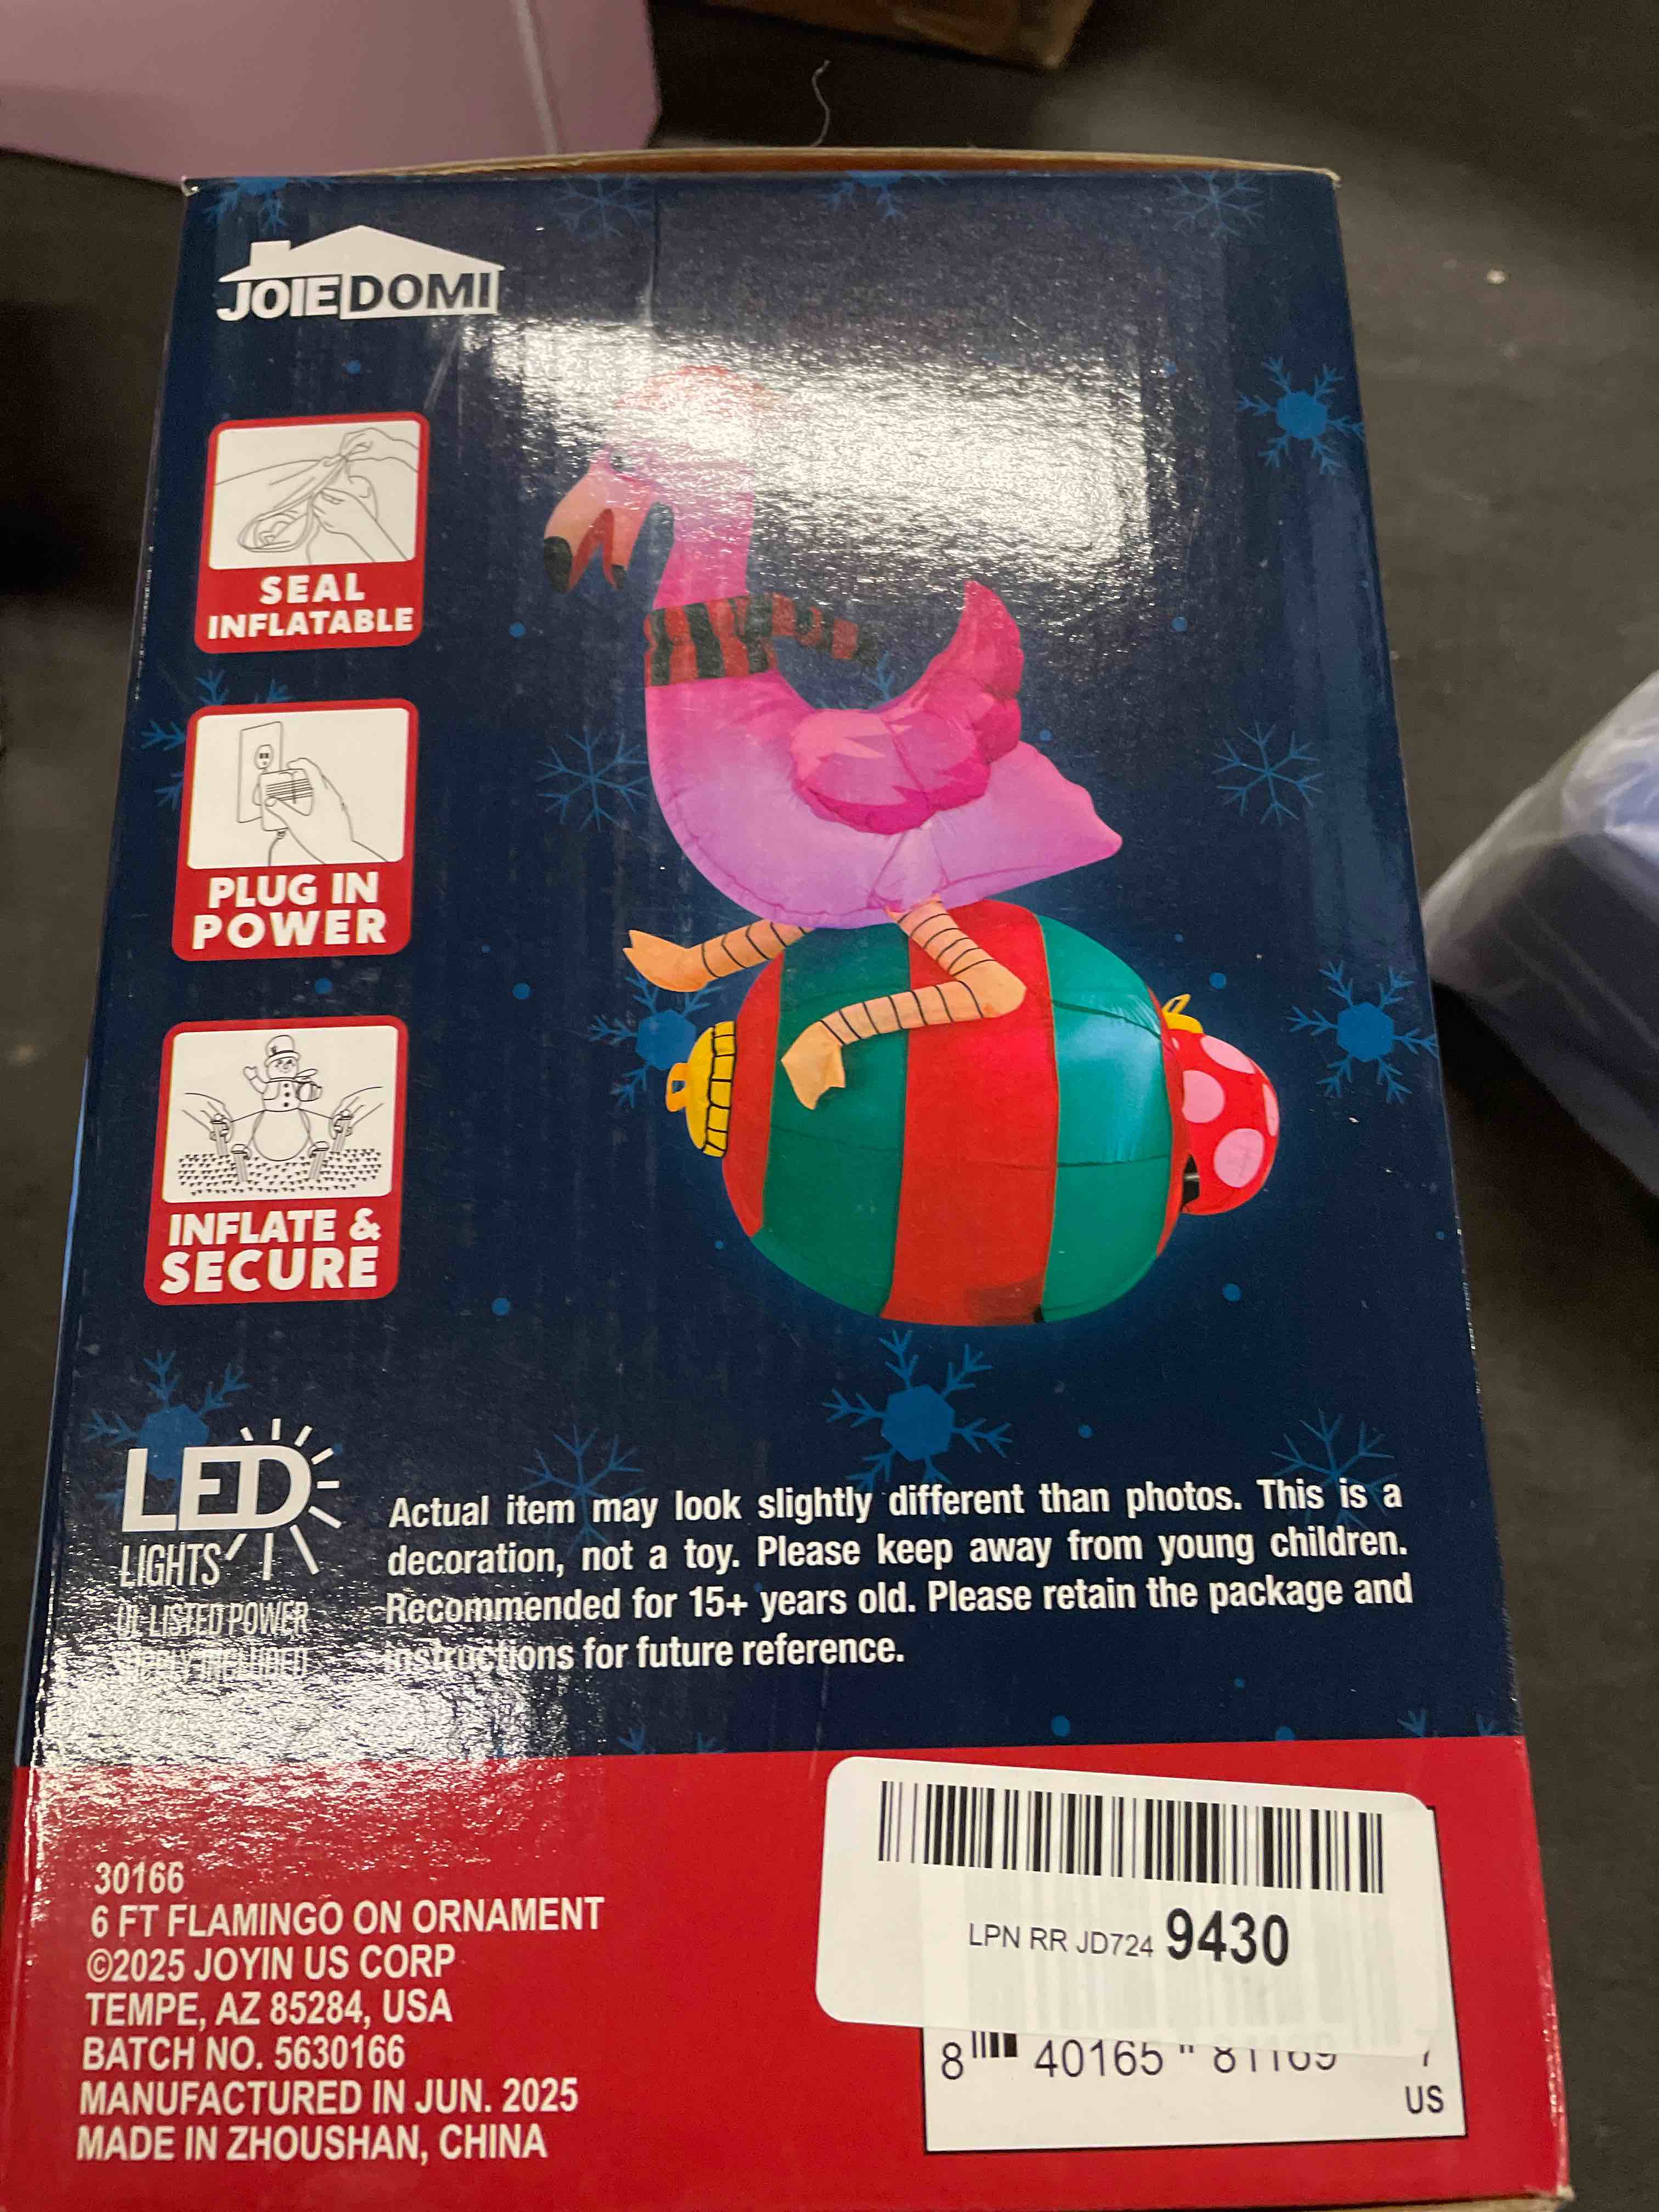 JOIEDOMI
SEAL
INFLATABLE
PLUG IN
POWER
INFLATE &
SECURE
LED
LIGHTS
UL LISTED POWER
SUPPLY INCLUDED
Actual item may look slightly different than photos. This is a
decoration, not a toy. Please keep away from young children.
Recommended for 15+ years old. Please retain the package and
instructions for future reference.
30166
6 FT FLAMINGO ON ORNAMENT
©2025 JOYIN US CORP
TEMPE, AZ 85284, USA
BATCH NO. 5630166
MANUFACTURED IN JUN. 2025
MADE IN ZHOUSHAN, CHINA
LPN RR JD724 9430
8 40165 81169 7
US